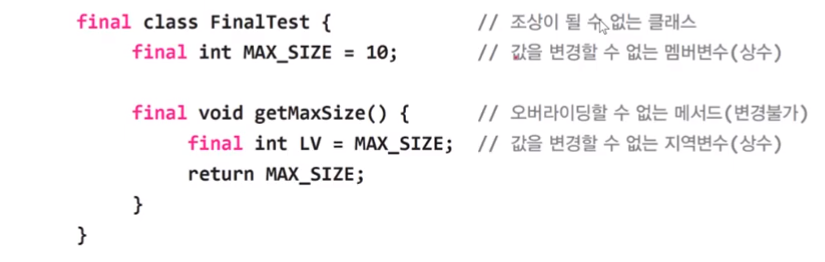 final class FinalTest { // 조상이 될 수 없는 클래스
final int MAX_SIZE = 10; // 값을 변경할 수 없는 멤버변수(상수)
final void getMaxSize() { // 오버라이딩할 수 없는 메서드(변경불가)
final int LV = MAX_SIZE; // 값을 변경할 수 없는 지역변수(상수)
return MAX_SIZE;
}
}